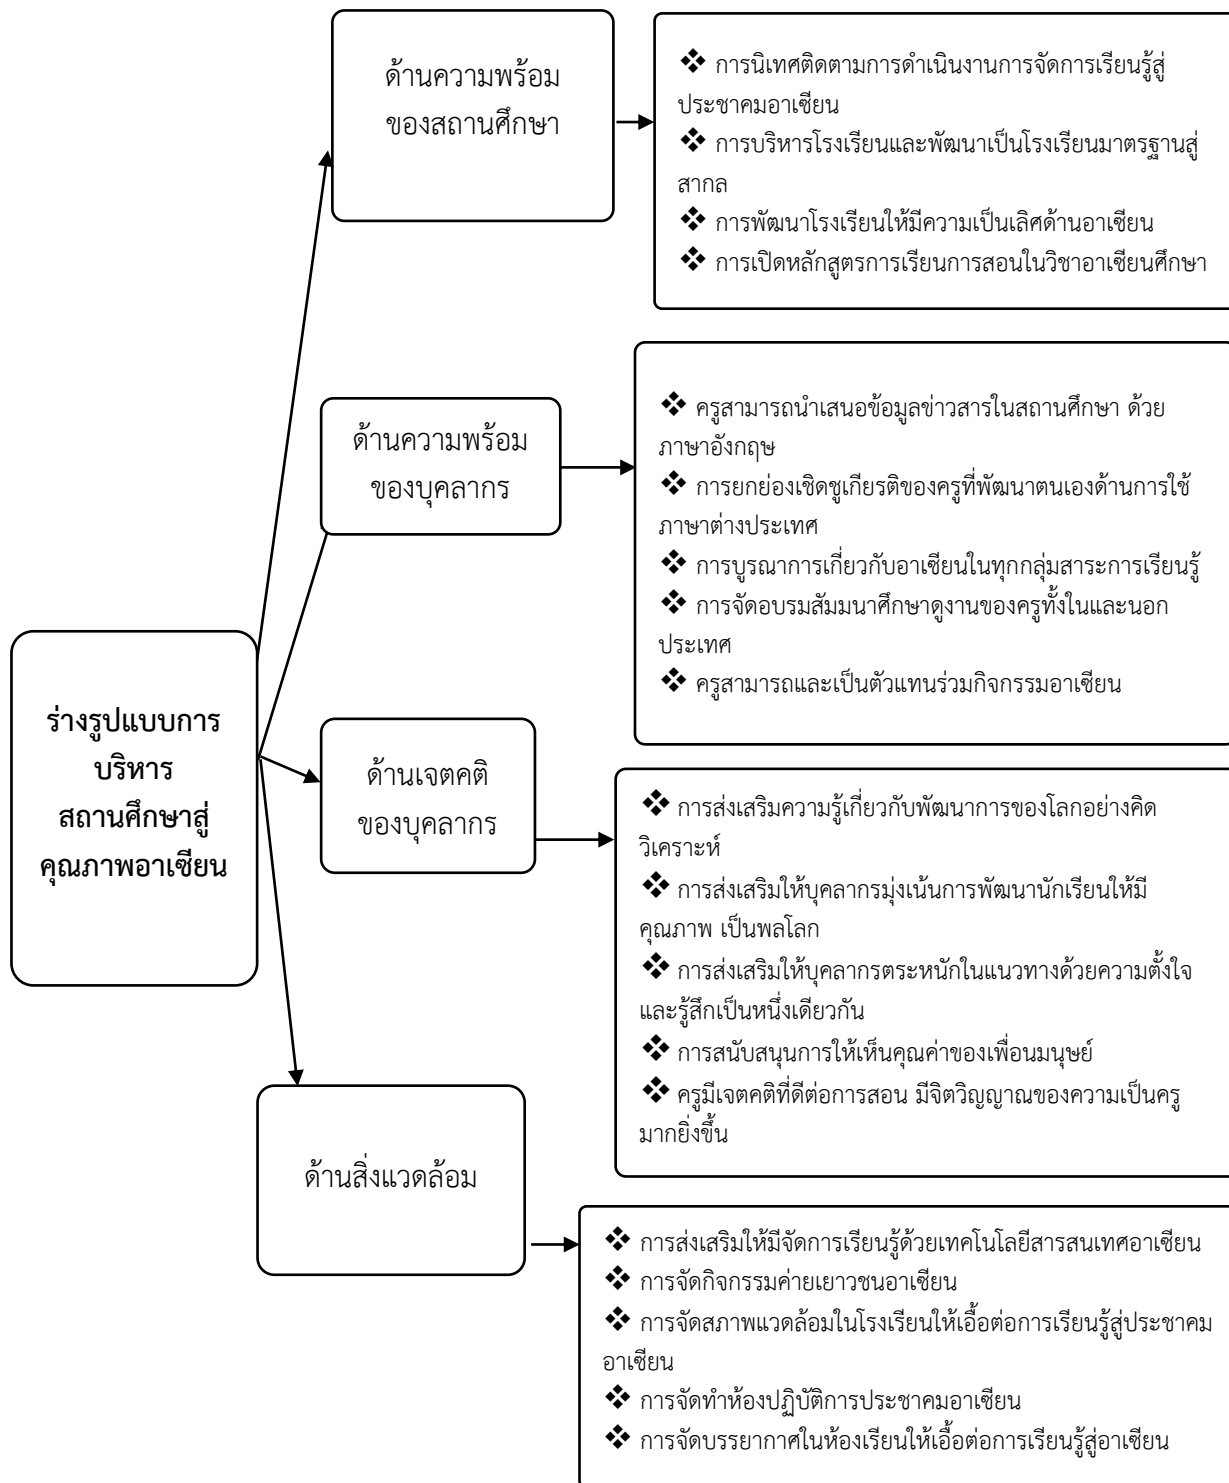 ด้านความพร้อม
ของสถานศึกษา
❖ การนิเทศติดตามการดำเนินงานการจัดการเรียนรู้สู่
ประชาคมอาเซียน
❖ การบริหารโรงเรียนและพัฒนาเป็นโรงเรียนมาตรฐานสู่
สากล
❖ การพัฒนาโรงเรียนให้มีความเป็นเลิศด้านอาเซียน
❖ การเปิดหลักสูตรการเรียนการสอนในวิชาอาเซียนศึกษา
ด้านความพร้อม
ของบุคลากร
❖ ครูสามารถนำเสนอข้อมูลข่าวสารในสถานศึกษา ด้วย
ภาษาอังกฤษ
❖ การยกย่องเชิดชูเกียรติของครูที่พัฒนาตนเองด้านการใช้
ภาษาต่างประเทศ
❖ การบูรณาการเกี่ยวกับอาเซียนในทุกกลุ่มสาระการเรียนรู้
❖ การจัดอบรมสัมมนาศึกษาดูงานของครูทั้งในและนอก
ประเทศ
❖ ครูสามารถและเป็นตัวแทนร่วมกิจกรรมอาเซียน
ร่างรูปแบบการ
บริหาร
สถานศึกษาสู่
คุณภาพอาเซียน
ด้านเจตคติ
ของบุคลากร
❖ การส่งเสริมความรู้เกี่ยวกับพัฒนาการของโลกอย่างคิด
วิเคราะห์
❖ การส่งเสริมให้บุคลากรมุ่งเน้นการพัฒนานักเรียนให้มี
คุณภาพ เป็นพลโลก
❖ การส่งเสริมให้บุคลากรตระหนักในแนวทางด้วยความตั้งใจ
และรู้สึกเป็นหนึ่งเดียวกัน
❖ การสนับสนุนการให้เห็นคุณค่าของเพื่อนมนุษย์
❖ ครูมีเจตคติที่ดีต่อการสอน มีจิตวิญญาณของความเป็นครู
มากยิ่งขึ้น
ด้านสิ่งแวดล้อม
❖ การส่งเสริมให้มีจัดการเรียนรู้ด้วยเทคโนโลยีสารสนเทศอาเซียน
❖ การจัดกิจกรรมค่ายเยาวชนอาเซียน
❖ การจัดสภาพแวดล้อมในโรงเรียนให้เอื้อต่อการเรียนรู้สู่ประชาคม
อาเซียน
❖ การจัดทำห้องปฏิบัติการประชาคมอาเซียน
❖ การจัดบรรยากาศในห้องเรียนให้เอื้อต่อการเรียนรู้สู่อาเซียน